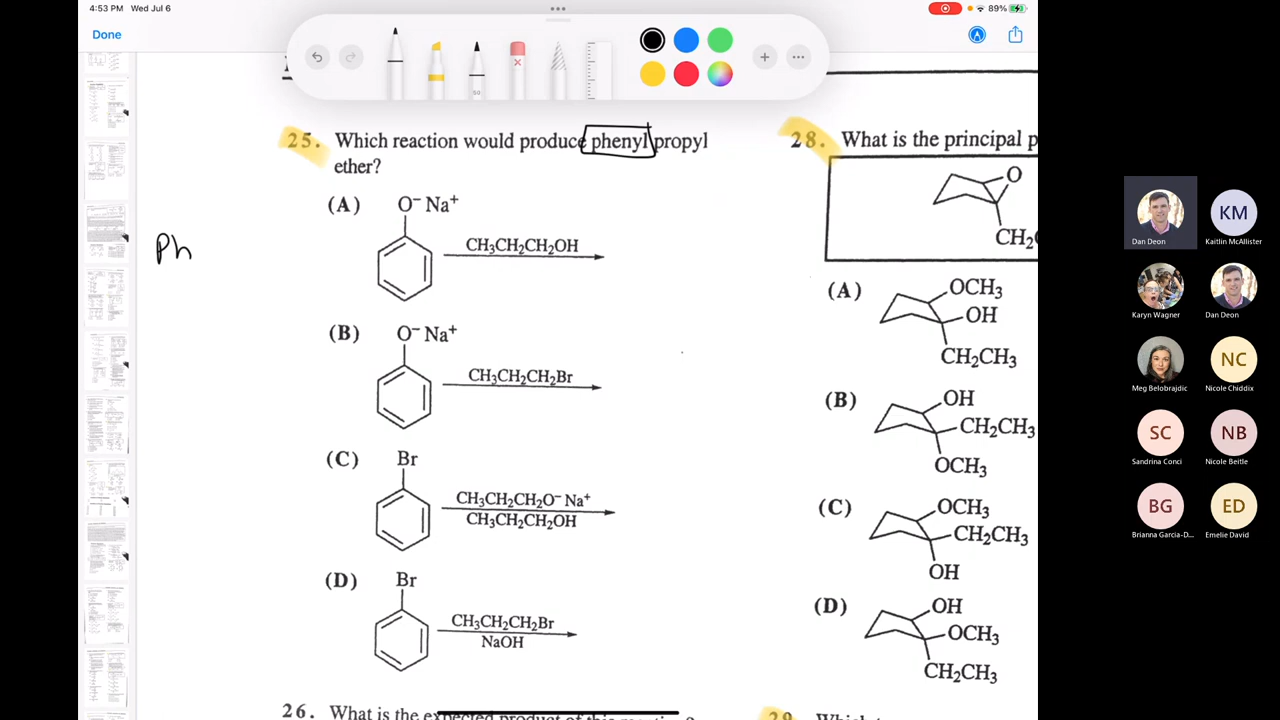 4:53 PM Wed Jul 6
89%
Done
25. Which reaction would produce phenyl propyl
ether?
(A)
O⁻ Na⁺
CH₃CH₂CH₂OH
Ph
(B)
O⁻ Na⁺
CH₃CH₂CH₂Br
(C)
Br
CH₃CH₂CH₂O⁻ Na⁺
CH₃CH₂CH₂OH
(D)
Br
CH₃CH₂CH₂Br
NaOH
26. What is the expected product of this reaction?
28. What is the principal p
O
CH₂
(A)
OCH₃
OH
CH₂CH₃
(B)
OH
CH₂CH₃
OCH₃
(C)
OCH₃
CH₂CH₃
OH
(D)
OH
OCH₃
CH₂CH₃
Dan Deon
KM
Kaitlin McAllister
Karyn Wagner
Dan Deon
Meg Belobrajdic
NC
Nicole Chiddix
SC
Sandrina Conci
NB
Nicole Beitle
BG
Brianna Garcia-D...
ED
Emelie David